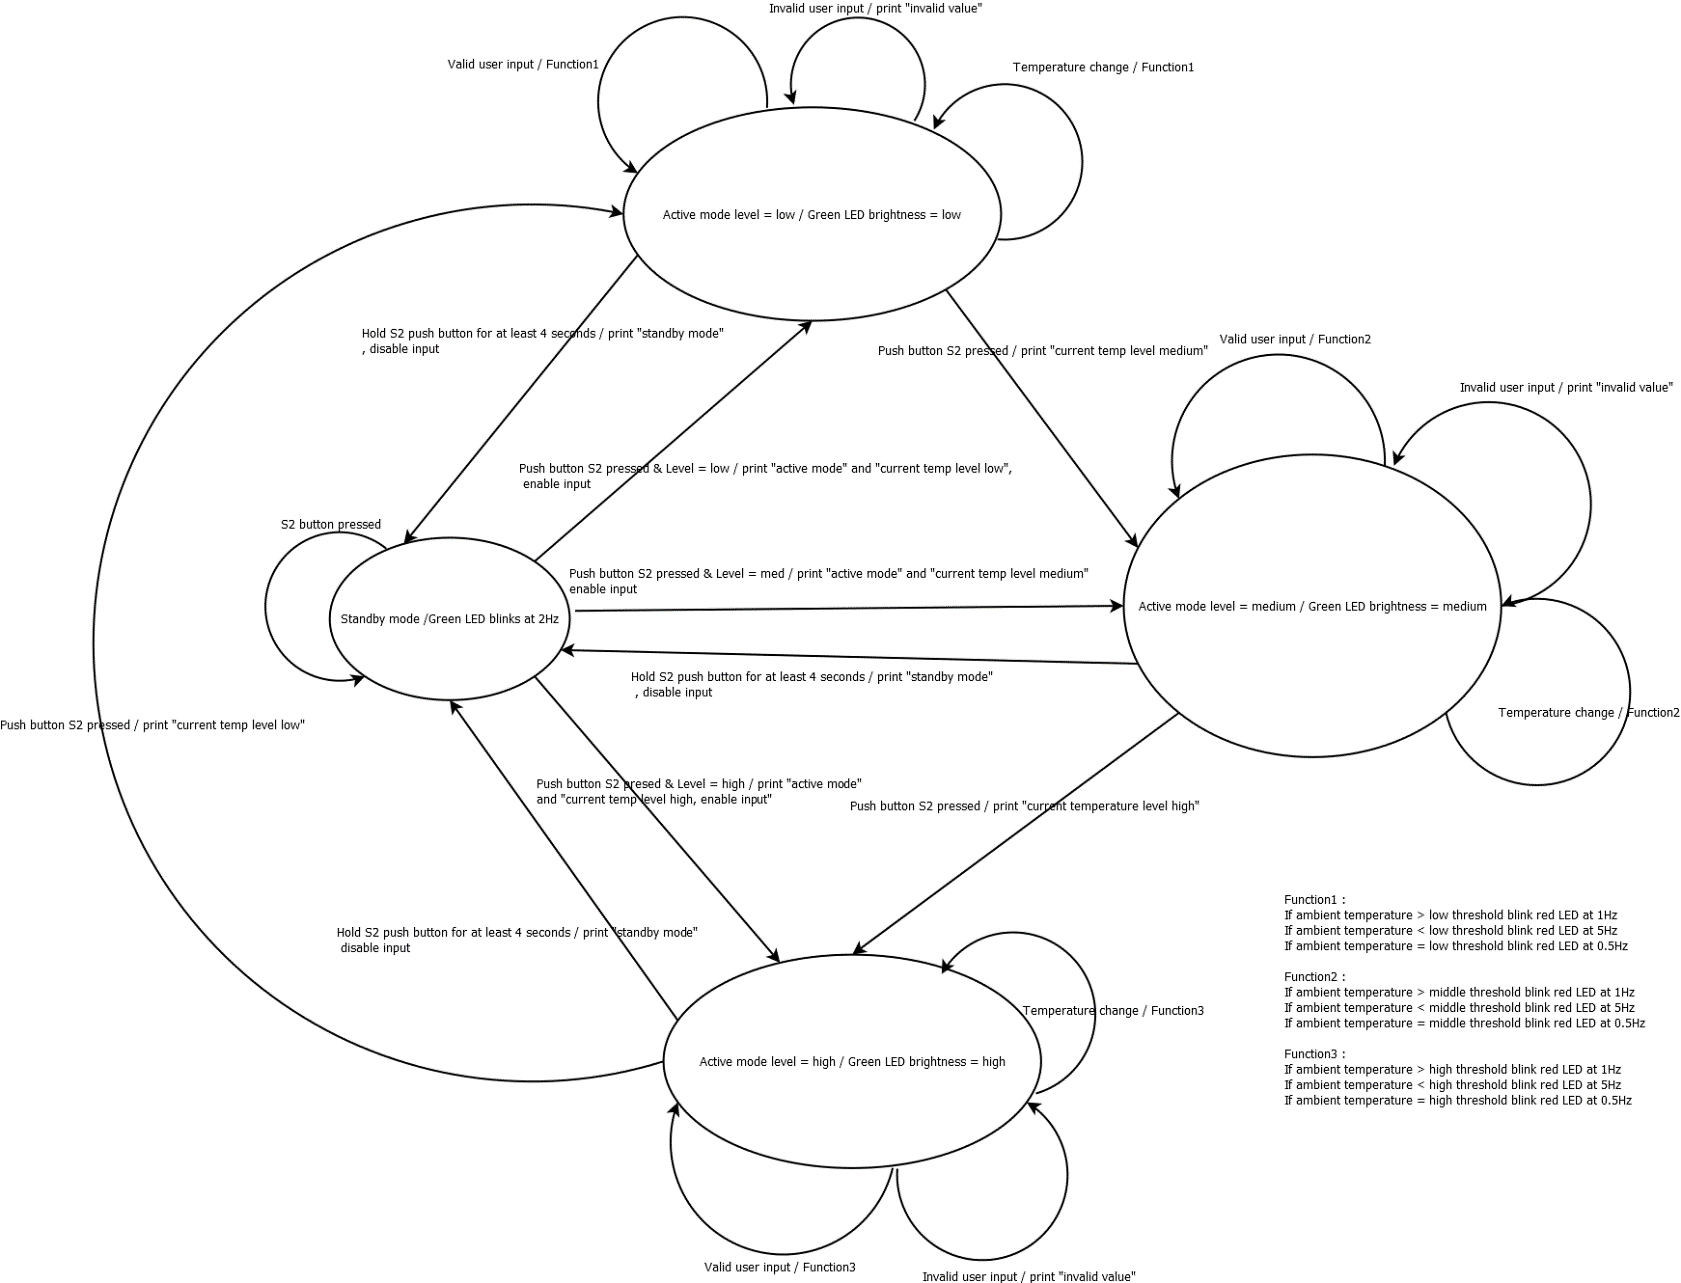 Invalid user input / print "invalid value"
Valid user input / Function1
Temperature change / Function1
Active mode level = low / Green LED brightness = low
Hold S2 push button for at least 4 seconds / print "standby mode"
, disable input
Push button S2 pressed / print "current temp level medium"
Valid user input / Function2
Invalid user input / print "invalid value"
Push button S2 pressed & Level = low / print "active mode" and "current temp level low",
enable input
S2 button pressed
Push button S2 pressed & Level = med / print "active mode" and "current temp level medium"
enable input
Standby mode /Green LED blinks at 2Hz
Active mode level = medium / Green LED brightness = medium
Hold S2 push button for at least 4 seconds / print "standby mode"
, disable input
Temperature change / Function2
Push button S2 pressed / print "current temp level low"
Push button S2 presed & Level = high / print "active mode"
and "current temp level high, enable input"
Push button S2 pressed / print "current temperature level high"
Hold S2 push button for at least 4 seconds / print "standby mode"
disable input
Function1 :
If ambient temperature > low threshold blink red LED at 1Hz
If ambient temperature < low threshold blink red LED at 5Hz
If ambient temperature = low threshold blink red LED at 0.5Hz
Function2 :
If ambient temperature > middle threshold blink red LED at 1Hz
If ambient temperature < middle threshold blink red LED at 5Hz
If ambient temperature = middle threshold blink red LED at 0.5Hz
Function3 :
If ambient temperature > high threshold blink red LED at 1Hz
If ambient temperature < high threshold blink red LED at 5Hz
If ambient temperature = high threshold blink red LED at 0.5Hz
Temperature change / Function3
Active mode level = high / Green LED brightness = high
Valid user input / Function3
Invalid user input / print "invalid value"